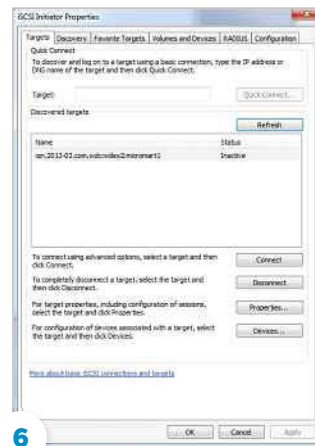 iSCSI Initiator Properties
Targets Discovery Favorite Targets Volumes and Devices RADIUS Configuration
Quick Connect
To discover and log on to a target using a basic connection, type the IP address or
DNS name of the target and then click Quick Connect.
Target: Quick Connect...
Discovered targets
Refresh
Name Status
Inactive
To connect using advanced options, select a target and then
click Connect.
Connect
To completely disconnect a target, select the target and
then click Disconnect.
Disconnect
For target properties, including configuration of sessions,
select the target and click Properties.
Properties...
For configuration of devices associated with a target, select
the target and then click Devices.
Devices...
More about basic iSCSI connections and targets
OK Cancel Apply
6